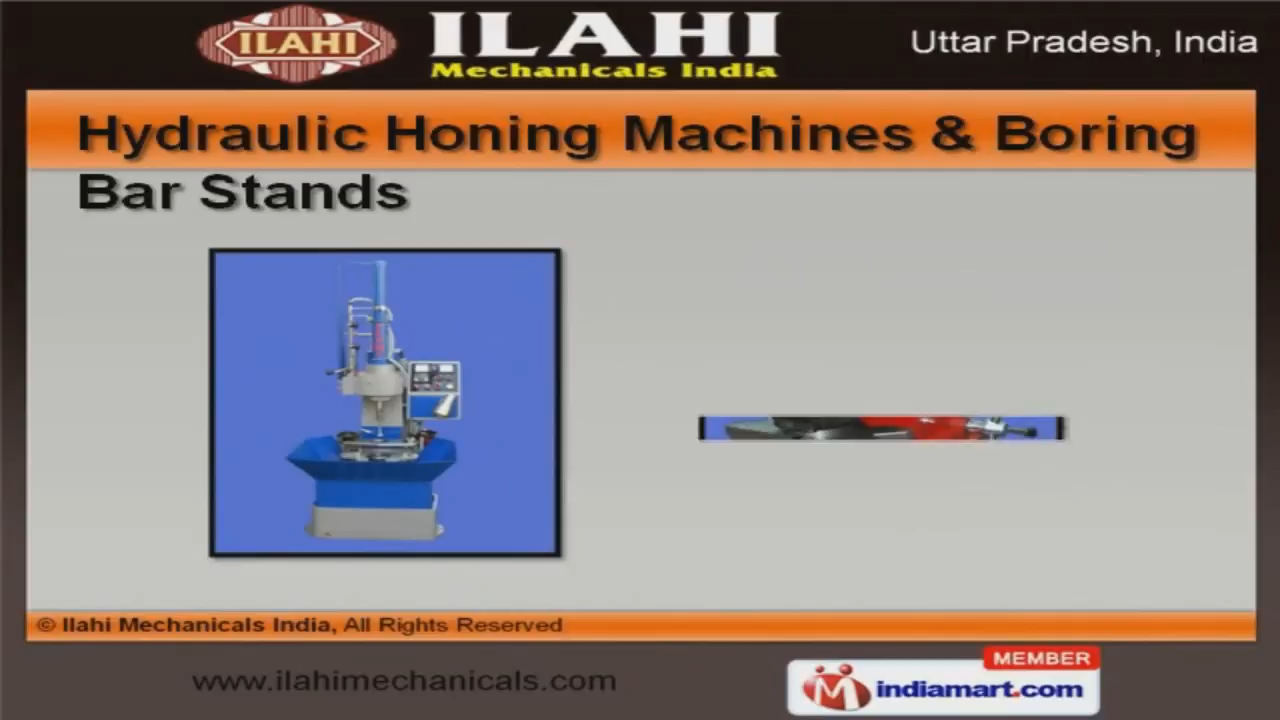 ILAHI
ILAHI
Mechanicals India
Uttar Pradesh, India
Hydraulic Honing Machines & Boring
Bar Stands
© Ilahi Mechanicals India, All Rights Reserved
www.ilahimechanicals.com
MEMBER
indiamart.com